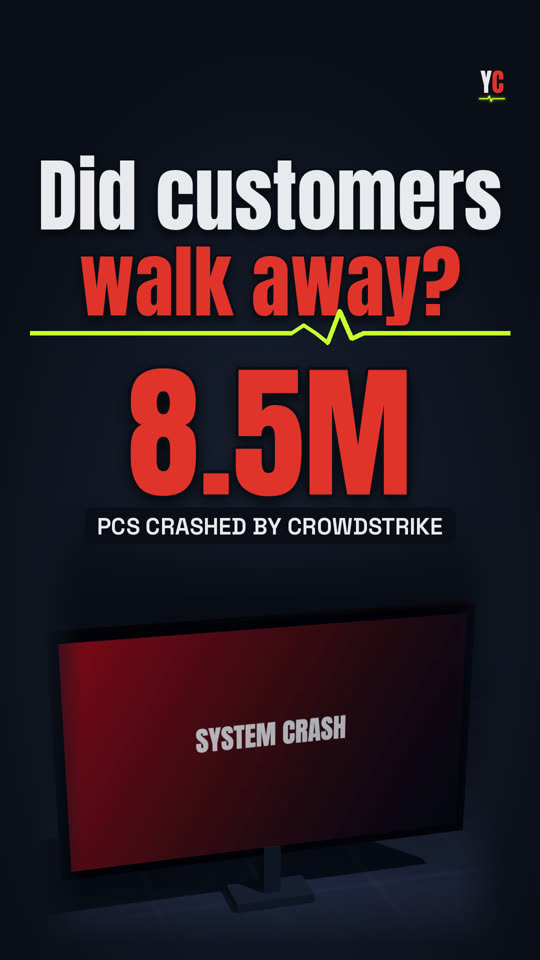 YC
Did customers
walk away?
8.5M
PCS CRASHED BY CROWDSTRIKE
SYSTEM CRASH